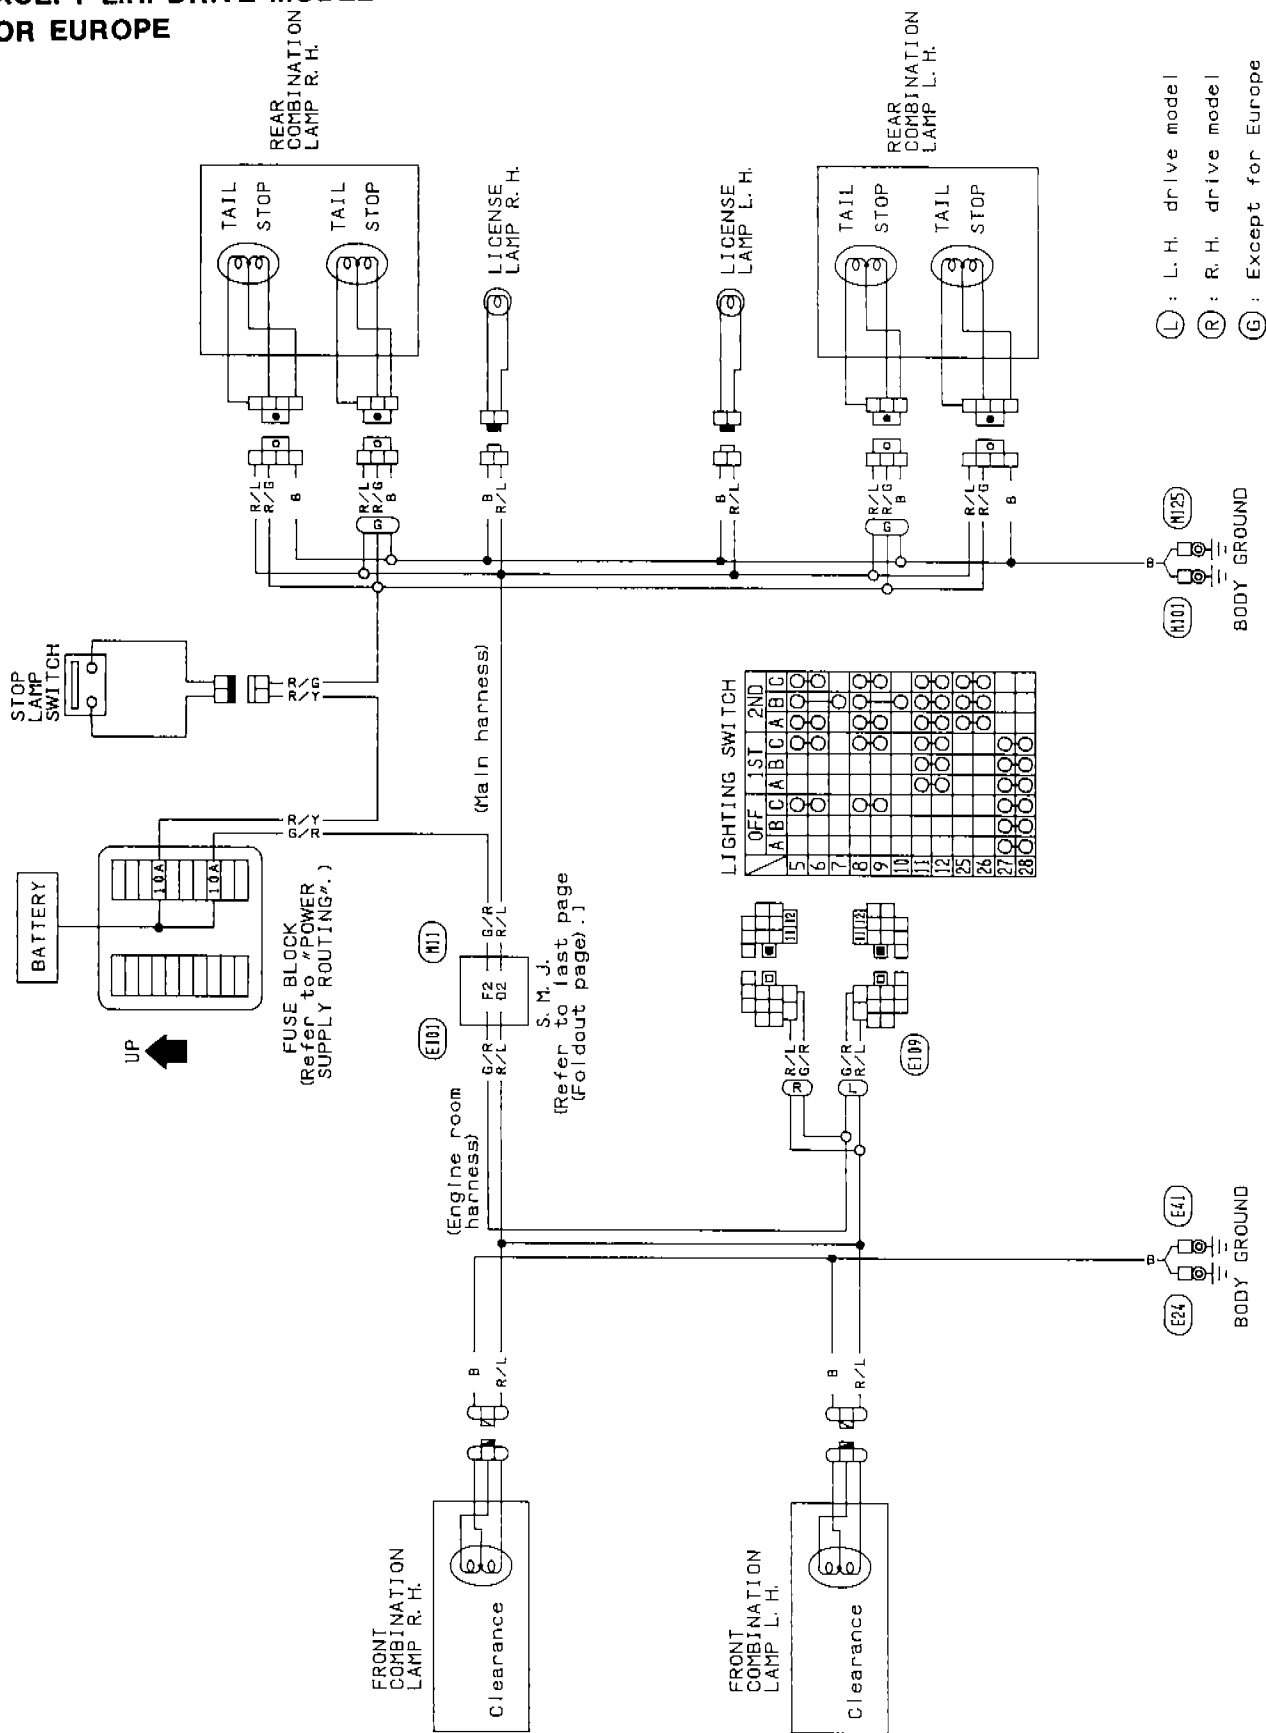 OR EUROPE
REAR
COMBINATION
LAMP R. H.
TAIL
STOP
TAIL
STOP
LICENSE
LAMP R. H.
LICENSE
LAMP L. H.
REAR
COMBINATION
LAMP L. H.
TAIL
STOP
TAIL
STOP
L : L. H. drive model
R : R. H. drive model
G : Except for Europe
R/L
R/G
B
R/L
R/G
B
G
B
R/L
B
R/L
R/L
R/G
B
G
R/L
R/G
B
STOP
LAMP
SWITCH
R/G
R/Y
(Main harness)
B
M101
M125
BODY GROUND
BATTERY
10A
10A
R/Y
G/R
UP
FUSE BLOCK
(Refer to "POWER
SUPPLY ROUTING".)
M11
E101
G/R F2 G/R
R/L O2 R/L
S. M. J.
[Refer to last page
(Foldout page).]
(Engine room
harness)
LIGHTING SWITCH
OFF 1ST 2ND
A B C A B C A B C
5
6
7
8
9
10
11
12
25
26
27
28
11 12
11 12
R/L
G/R
R
G/R
R/L
L
E109
B
E24
E41
BODY GROUND
B
R/L
B
R/L
FRONT
COMBINATION
LAMP R. H.
Clearance
FRONT
COMBINATION
LAMP L. H.
Clearance